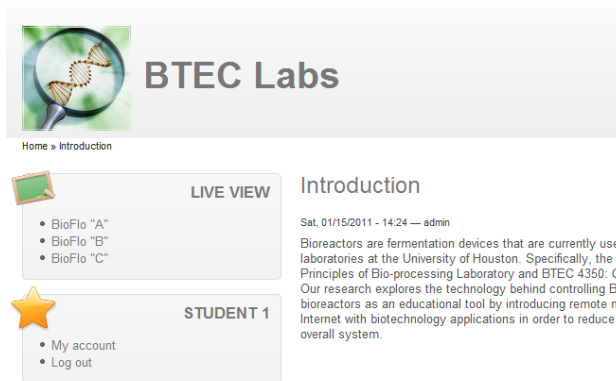 BTEC Labs
Home » Introduction
LIVE VIEW
BioFlo "A"
BioFlo "B"
BioFlo "C"
STUDENT 1
My account
Log out
Introduction
Sat, 01/15/2011 - 14:24 — admin
Bioreactors are fermentation devices that are currently
laboratories at the University of Houston. Specifically, the
Principles of Bio-processing Laboratory and BTEC 4350:
Our research explores the technology behind controlling
bioreactors as an educational tool by introducing remote
Internet with biotechnology applications in order to reduce
overall system.